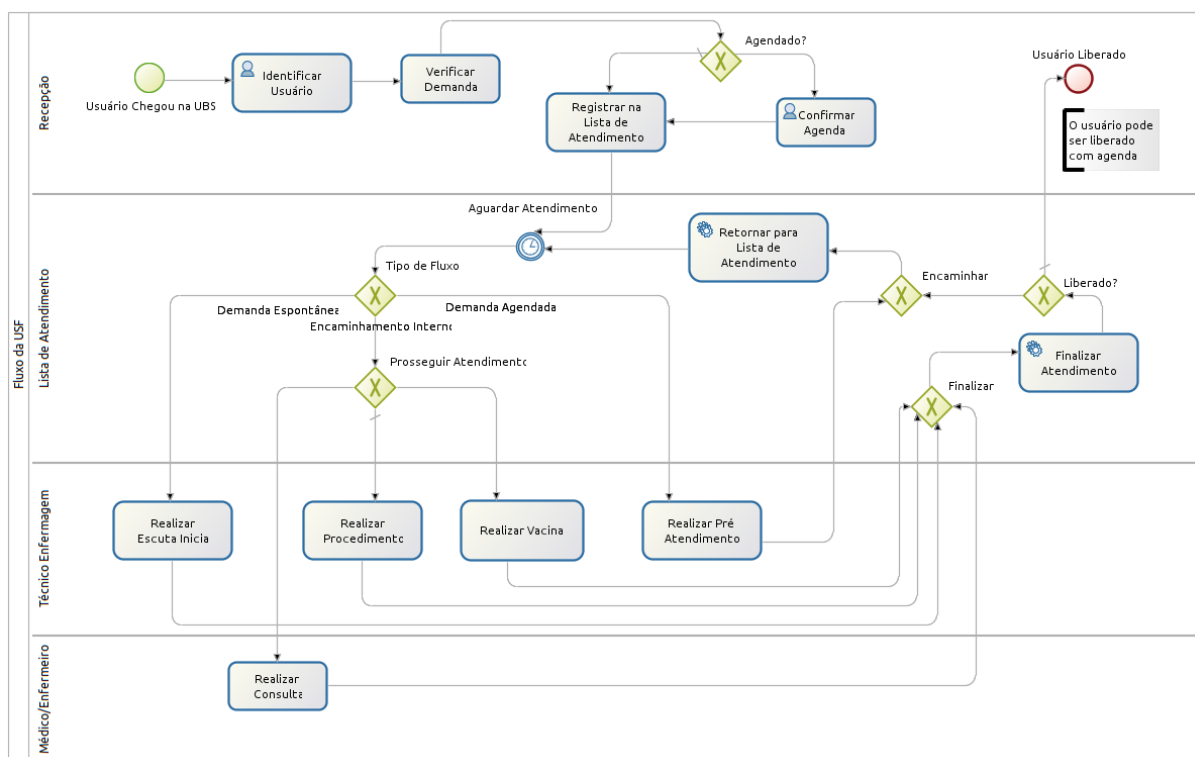 Fluxo da USF
Recepção
Usuário Chegou na UBS
Identificar
Usuário
Verificar
Demanda
Agendado?
Registrar na
Lista de
Atendimento
Confirmar
Agenda
Usuário Liberado
O usuário pode
ser liberado
com agenda
Lista de Atendimento
Aguardar Atendimento
Retornar para
Lista de
Atendimento
Tipo de Fluxo
Encaminhar
Liberado?
Demanda Espontânea
Demanda Agendada
Encaminhamento Interno
Prosseguir Atendimento
Finalizar
Atendimento
Finalizar
Técnico Enfermagem
Realizar
Escuta Inicia
Realizar
Procedimento
Realizar Vacina
Realizar Pré
Atendimento
Médico/Enfermeiro
Realizar
Consulta